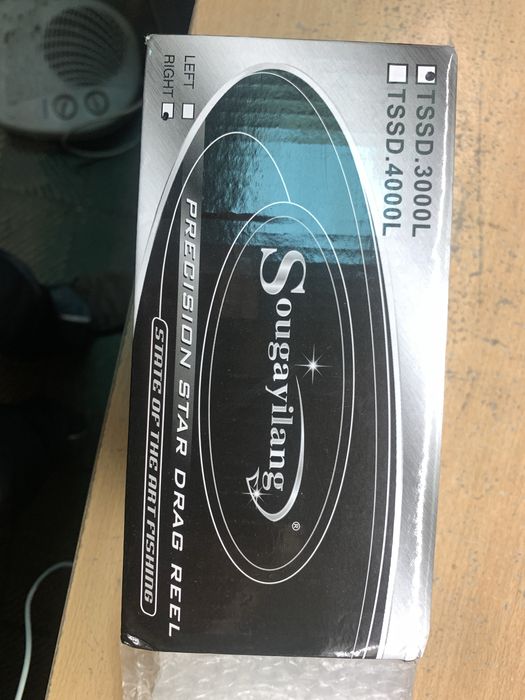 TSSD.3000L
TSSD.4000L
LEFT
RIGHT
Sougayilang®
PRECISION STAR DRAG REEL
STATE OF THE ART FISHING